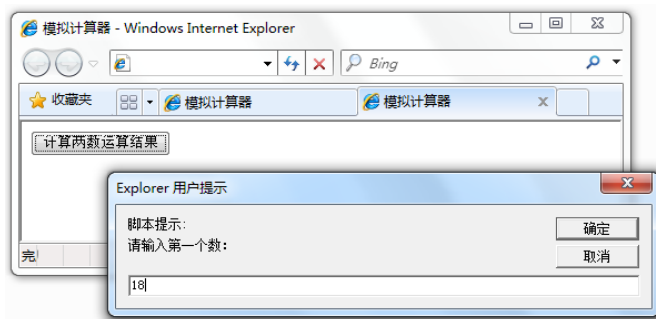 模拟计算器 - Windows Internet Explorer
Bing
收藏夹
模拟计算器
模拟计算器
x
计算两数运算结果
Explorer 用户提示
脚本提示:
请输入第一个数：
确定
取消
18
完